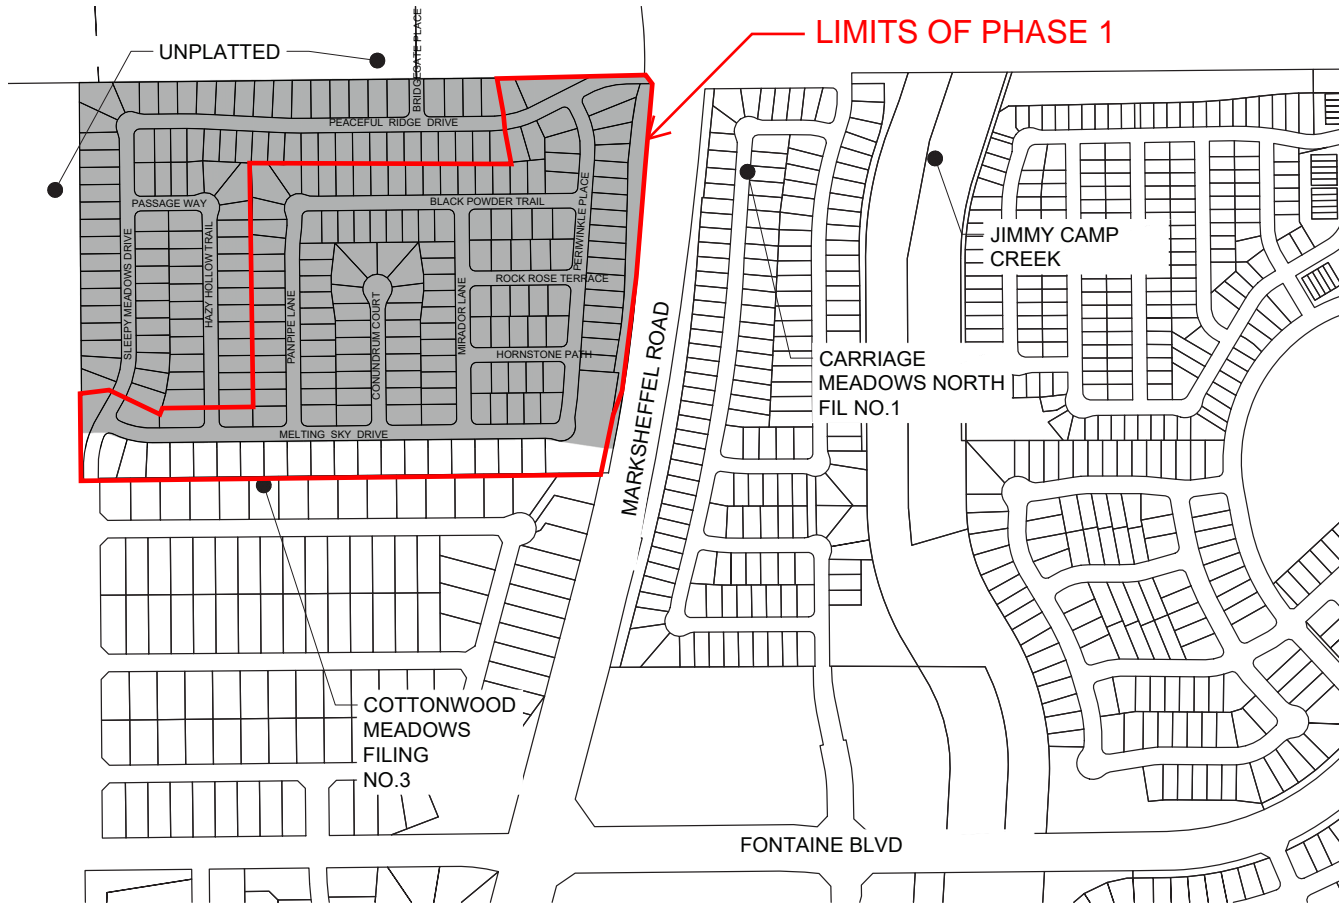 LIMITS OF PHASE 1
UNPLATTED
BRIDGEGATE PLACE
PEACEFUL RIDGE DRIVE
PASSAGE WAY
BLACK POWDER TRAIL
PERIWINKLE PLACE
SLEEPY MEADOWS DRIVE
HAZY HOLLOW TRAIL
ROCK ROSE TERRACE
PANPIPE LANE
CONUNDRUM COURT
MIRADOR LANE
HORNSTONE PATH
MELTING SKY DRIVE
MARKSHEFFEL ROAD
JIMMY CAMP
CREEK
CARRIAGE
MEADOWS NORTH
FIL NO.1
COTTONWOOD
MEADOWS
FILING
NO.3
FONTAINE BLVD